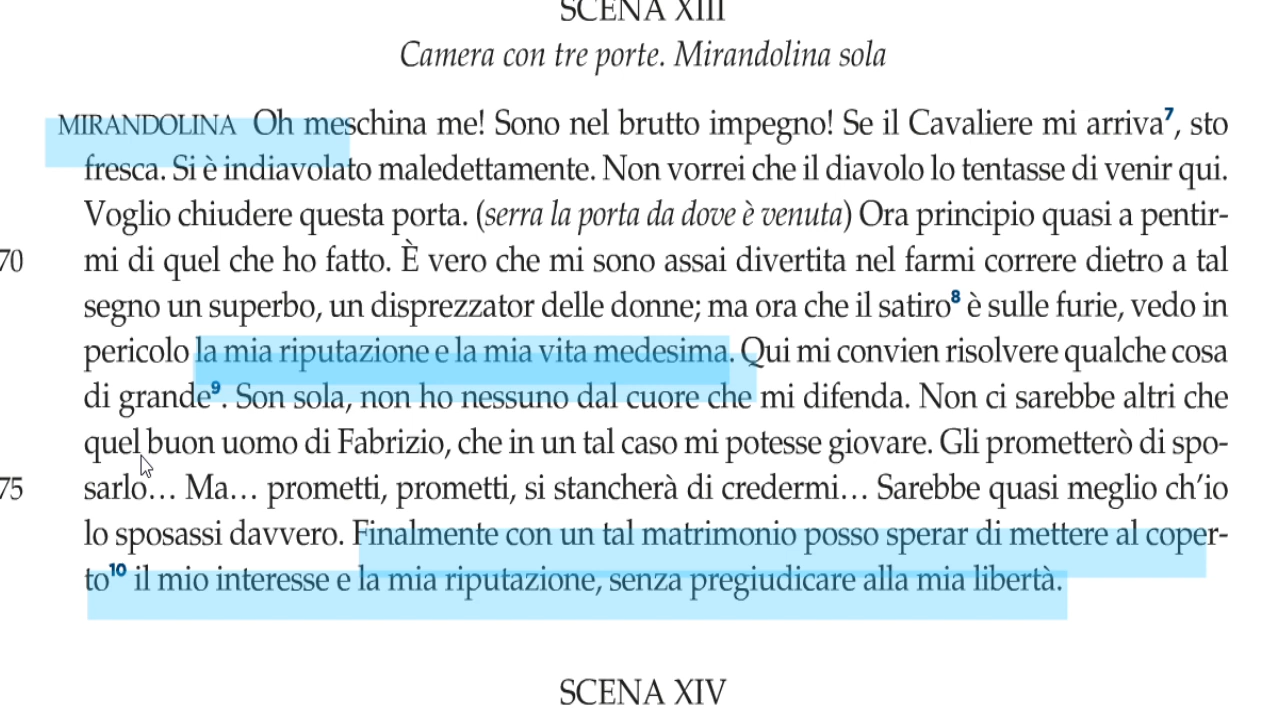 SCENA XIII
Camera con tre porte. Mirandolina sola
MIRANDOLINA Oh meschina me! Sono nel brutto impegno! Se il Cavaliere mi arriva⁷, sto
fresca. Si è indiavolato maledettamente. Non vorrei che il diavolo lo tentasse di venir qui.
Voglio chiudere questa porta. (serra la porta da dove è venuta) Ora principio quasi a pentir-
70 mi di quel che ho fatto. È vero che mi sono assai divertita nel farmi correre dietro a tal
segno un superbo, un disprezzator delle donne; ma ora che il satiro⁸ è sulle furie, vedo in
pericolo la mia riputazione e la mia vita medesima. Qui mi convien risolvere qualche cosa
di grande⁹. Son sola, non ho nessuno dal cuore che mi difenda. Non ci sarebbe altri che
quel buon uomo di Fabrizio, che in un tal caso mi potesse giovare. Gli prometterò di spo-
75 sarlo… Ma… prometti, prometti, si stancherà di credermi… Sarebbe quasi meglio ch'io
lo sposassi davvero. Finalmente con un tal matrimonio posso sperar di mettere al coper-
to¹⁰ il mio interesse e la mia riputazione, senza pregiudicare alla mia libertà.
SCENA XIV